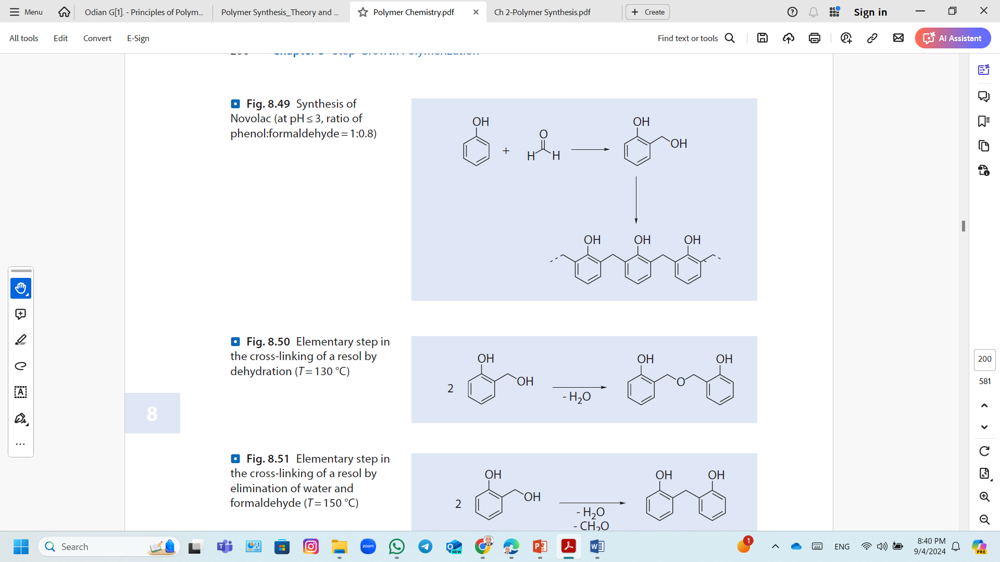 Menu
Odian G[1]. - Principles of Polym...
Polymer Synthesis_Theory and ...
Polymer Chemistry.pdf
Ch 2-Polymer Synthesis.pdf
Create
Sign in
All tools
Edit
Convert
E-Sign
Find text or tools
AI Assistant
Fig. 8.49 Synthesis of
Novolac (at pH ≤ 3, ratio of
phenol:formaldehyde = 1:0.8)
OH
+
O
H
H
OH
OH
OH
OH
OH
Fig. 8.50 Elementary step in
the cross-linking of a resol by
dehydration (T = 130 °C)
2
OH
OH
- H₂O
OH
O
OH
8
Fig. 8.51 Elementary step in
the cross-linking of a resol by
elimination of water and
formaldehyde (T = 150 °C)
2
OH
OH
- H₂O
- CH₂O
OH
OH
200
581
Search
zoom
NEW
1
ENG
8:40 PM
9/4/2024
PRE